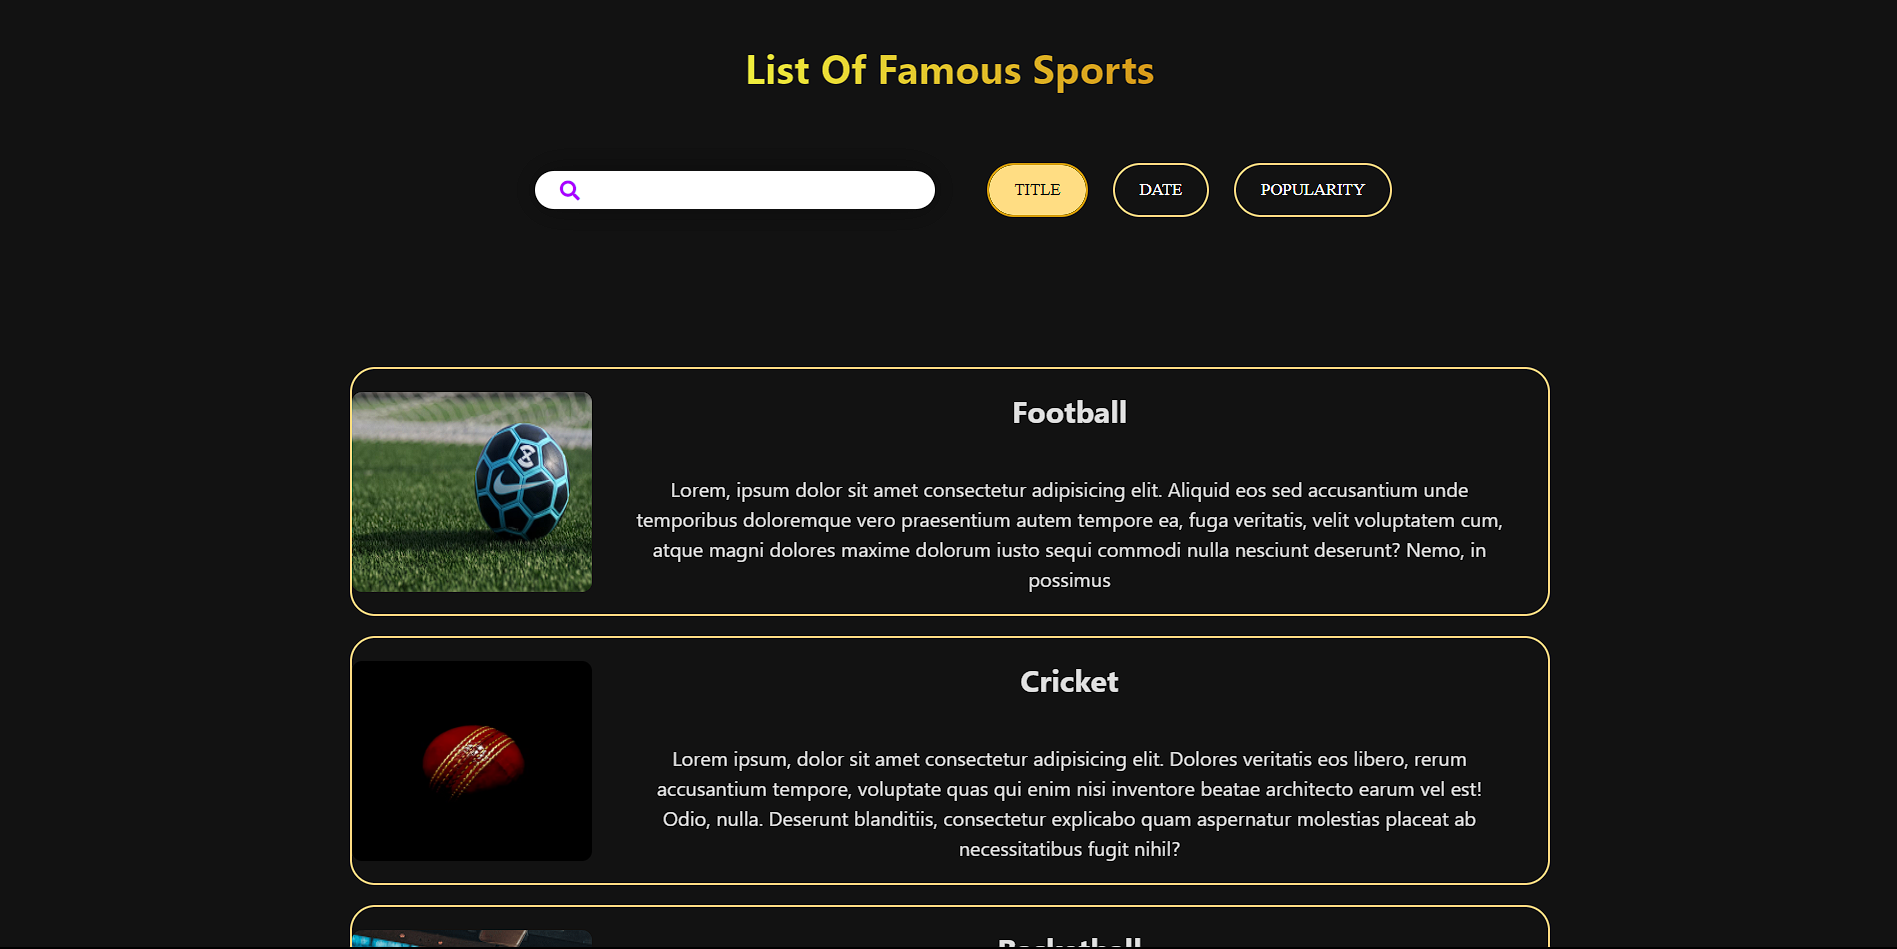 List Of Famous Sports
TITLE DATE POPULARITY
Football
Lorem, ipsum dolor sit amet consectetur adipisicing elit. Aliquid eos sed accusantium unde
temporibus doloremque vero praesentium autem tempore ea, fuga veritatis, velit voluptatem cum,
atque magni dolores maxime dolorum iusto sequi commodi nulla nesciunt deserunt? Nemo, in
possimus
Cricket
Lorem ipsum, dolor sit amet consectetur adipisicing elit. Dolores veritatis eos libero, rerum
accusantium tempore, voluptate quas qui enim nisi inventore beatae architecto earum vel est!
Odio, nulla. Deserunt blanditiis, consectetur explicabo quam aspernatur molestias placeat ab
necessitatibus fugit nihil?
Basketball